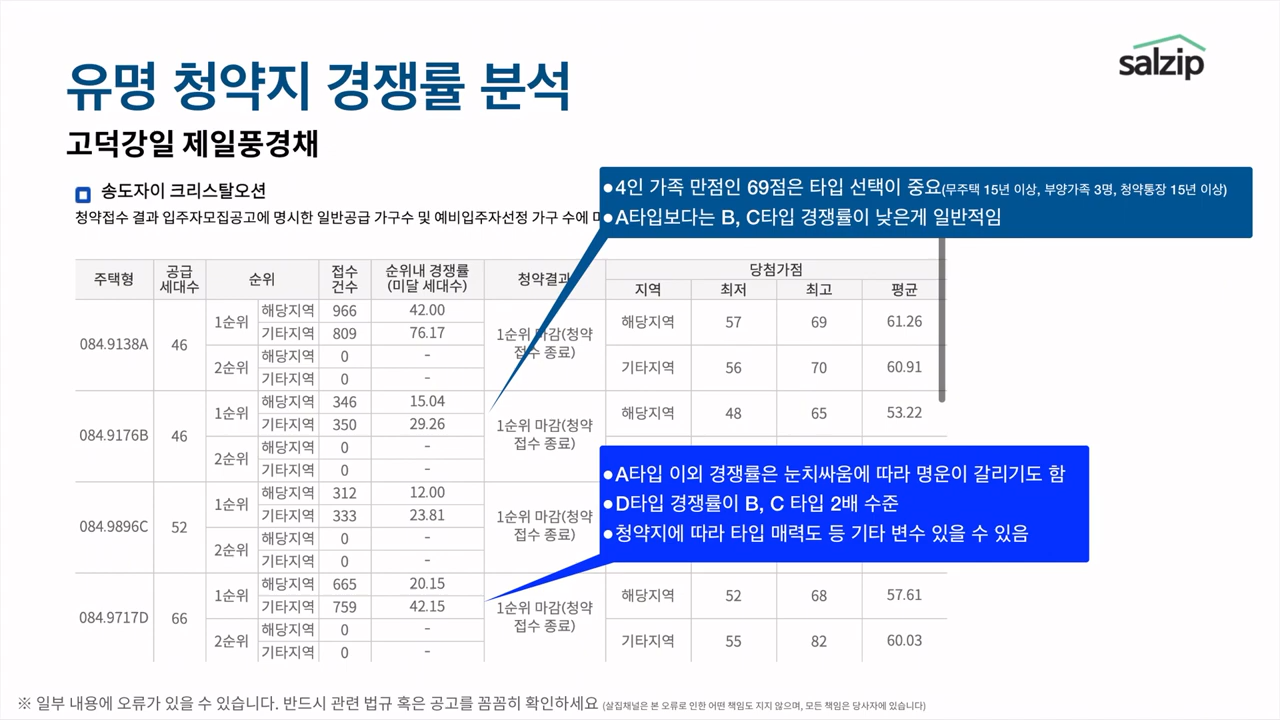 salzip
유명 청약지 경쟁률 분석
고덕강일 제일풍경채
송도자이 크리스탈오션
청약접수 결과 입주자모집공고에 명시한 일반공급 가구수 및 예비입주자선정 가구 수에
●4인 가족 만점인 69점은 타입 선택이 중요(무주택 15년 이상, 부양가족 3명, 청약통장 15년 이상)
●A타입보다는 B, C타입 경쟁률이 낮은게 일반적임
주택형 공급 세대수 순위 접수 건수 순위내 경쟁률 (미달 세대수) 청약결과 당첨가점
지역 최저 최고 평균
084.9138A 46 1순위 해당지역 966 42.00 1순위 마감(청약 접수 종료) 해당지역 57 69 61.26
기타지역 809 76.17
2순위 해당지역 0 - 기타지역 56 70 60.91
기타지역 0 -
084.9176B 46 1순위 해당지역 346 15.04 1순위 마감(청약 접수 종료) 해당지역 48 65 53.22
기타지역 350 29.26
2순위 해당지역 0 -
기타지역 0 -
084.9896C 52 1순위 해당지역 312 12.00 1순위 마감(청약 접수 종료)
기타지역 333 23.81
2순위 해당지역 0 -
기타지역 0 -
●A타입 이외 경쟁률은 눈치싸움에 따라 명운이 갈리기도 함
●D타입 경쟁률이 B, C 타입 2배 수준
●청약지에 따라 타입 매력도 등 기타 변수 있을 수 있음
084.9717D 66 1순위 해당지역 665 20.15 1순위 마감(청약 접수 종료) 해당지역 52 68 57.61
기타지역 759 42.15
2순위 해당지역 0 - 기타지역 55 82 60.03
기타지역 0 -
※ 일부 내용에 오류가 있을 수 있습니다. 반드시 관련 법규 혹은 공고를 꼼꼼히 확인하세요 (살집채널은 본 오류로 인한 어떤 책임도 지지 않으며, 모든 책임은 당사자에 있습니다)